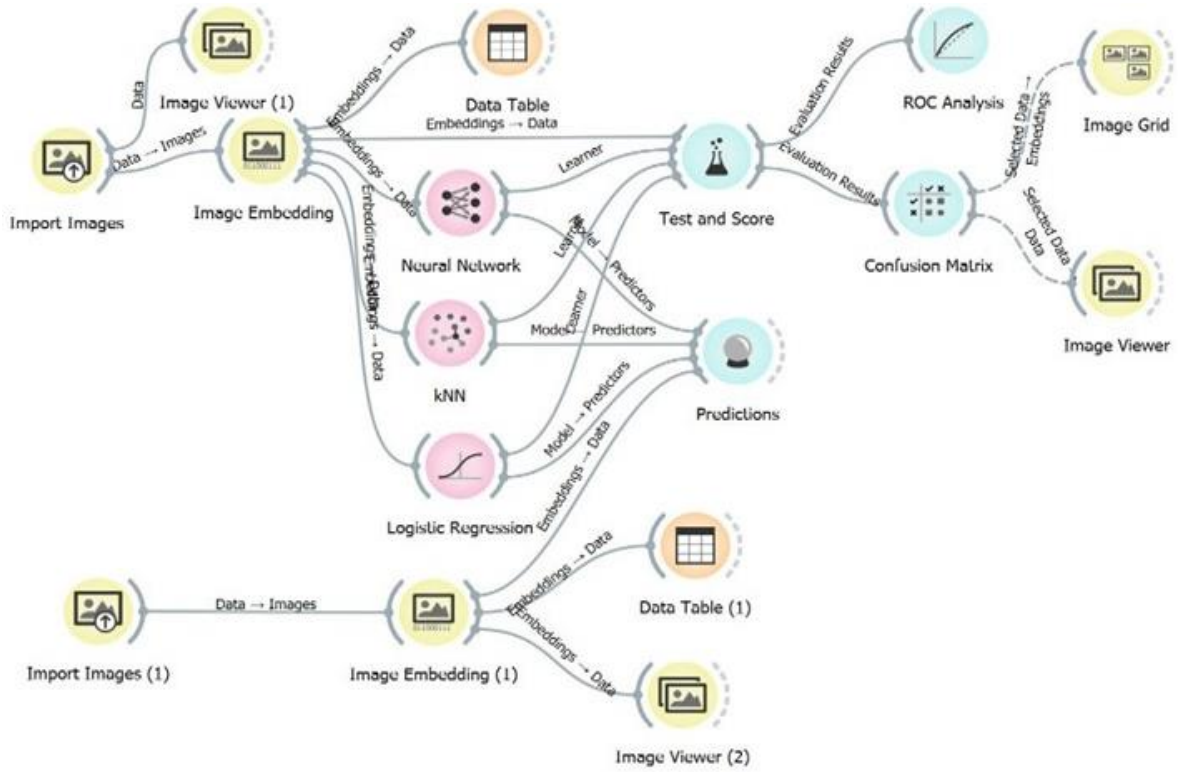 Image Viewer (1)
Data
Data → Images
Import Images
Image Embedding
Embeddings → Data
Data Table
Embeddings → Data
Embeddings → Data
Neural Network
Learner
Test and Score
Evaluation Results
ROC Analysis
Evaluation Results
Confusion Matrix
Selected Data →
Embeddings
Image Grid
Selected Data
Data
Image Viewer
→ Data
kNN
Model → Predictors
Model Predictors
Learner
Predictions
Logistic Regression
Model → Predictors
Embeddings → Data
Import Images (1)
Data → Images
Image Embedding (1)
Embeddings → Data
Data Table (1)
Embeddings → Data
Image Viewer (2)